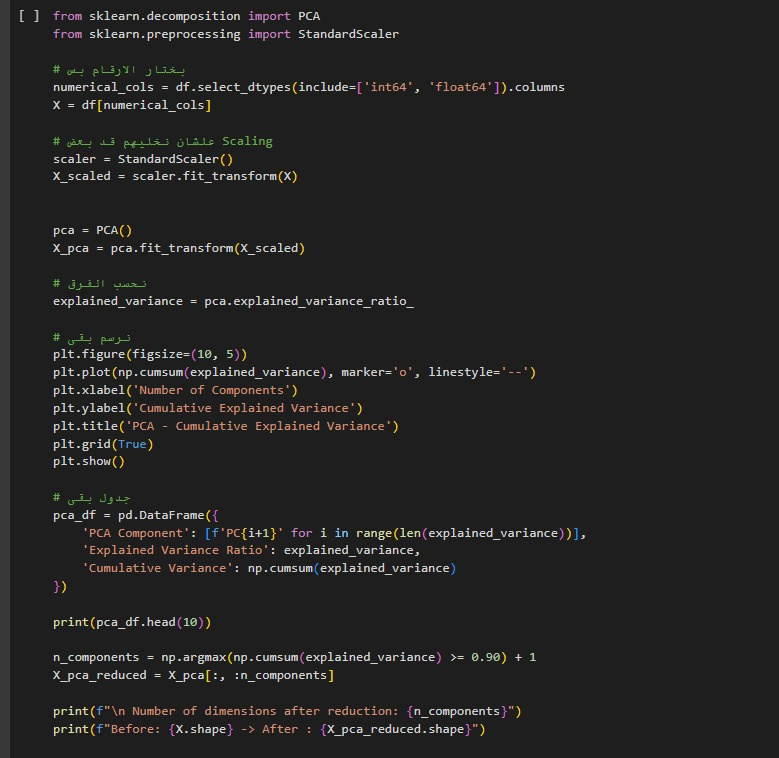 [ ] from sklearn.decomposition import PCA
from sklearn.preprocessing import StandardScaler
# بختار الارقام بس
numerical_cols = df.select_dtypes(include=['int64', 'float64']).columns
X = df[numerical_cols]
# علشان نخليهم قد بعض Scaling
scaler = StandardScaler()
X_scaled = scaler.fit_transform(X)
pca = PCA()
X_pca = pca.fit_transform(X_scaled)
# نحسب الفرق
explained_variance = pca.explained_variance_ratio_
# نرسم بقى
plt.figure(figsize=(10, 5))
plt.plot(np.cumsum(explained_variance), marker='o', linestyle='--')
plt.xlabel('Number of Components')
plt.ylabel('Cumulative Explained Variance')
plt.title('PCA - Cumulative Explained Variance')
plt.grid(True)
plt.show()
# جدول بقى
pca_df = pd.DataFrame({
    'PCA Component': [f'PC{i+1}' for i in range(len(explained_variance))],
    'Explained Variance Ratio': explained_variance,
    'Cumulative Variance': np.cumsum(explained_variance)
})
print(pca_df.head(10))
n_components = np.argmax(np.cumsum(explained_variance) >= 0.90) + 1
X_pca_reduced = X_pca[:, :n_components]
print(f"\n Number of dimensions after reduction: {n_components}")
print(f"Before: {X.shape} -> After : {X_pca_reduced.shape}")